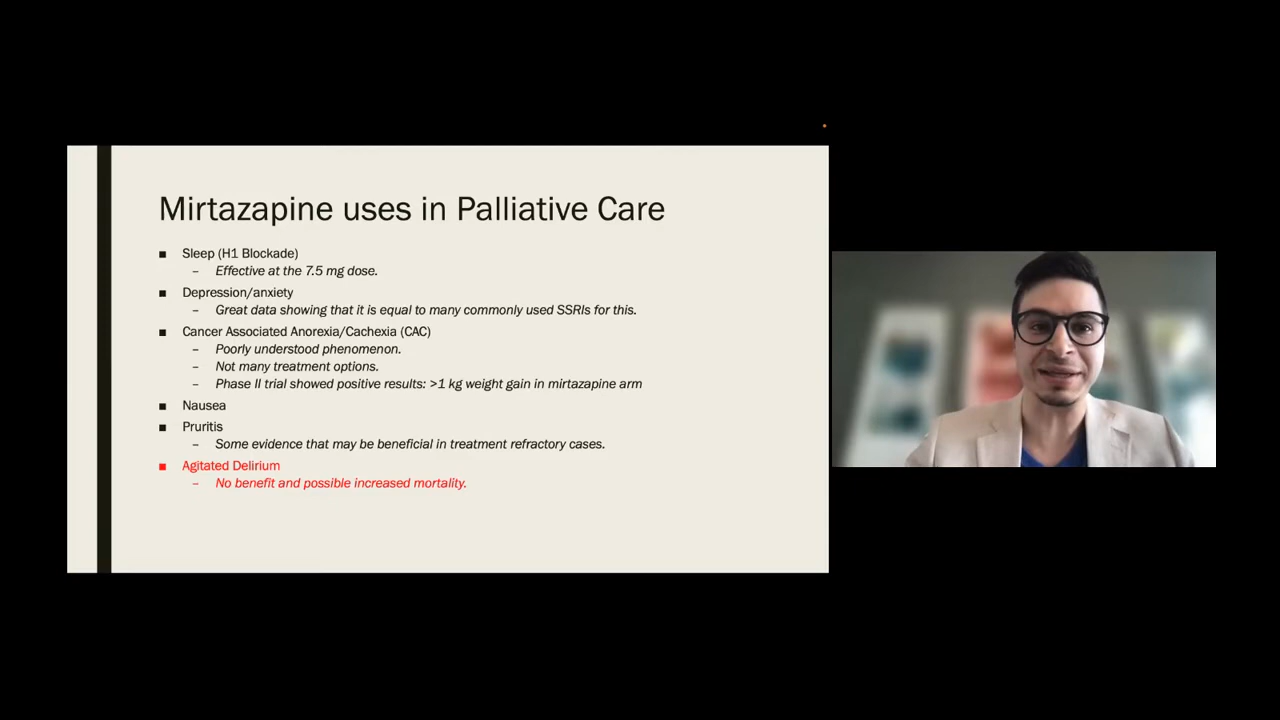 Mirtazapine uses in Palliative Care
■ Sleep (H1 Blockade)
– Effective at the 7.5 mg dose.
■ Depression/anxiety
– Great data showing that it is equal to many commonly used SSRIs for this.
■ Cancer Associated Anorexia/Cachexia (CAC)
– Poorly understood phenomenon.
– Not many treatment options.
– Phase II trial showed positive results: >1 kg weight gain in mirtazapine arm
■ Nausea
■ Pruritis
– Some evidence that may be beneficial in treatment refractory cases.
■ Agitated Delirium
– No benefit and possible increased mortality.